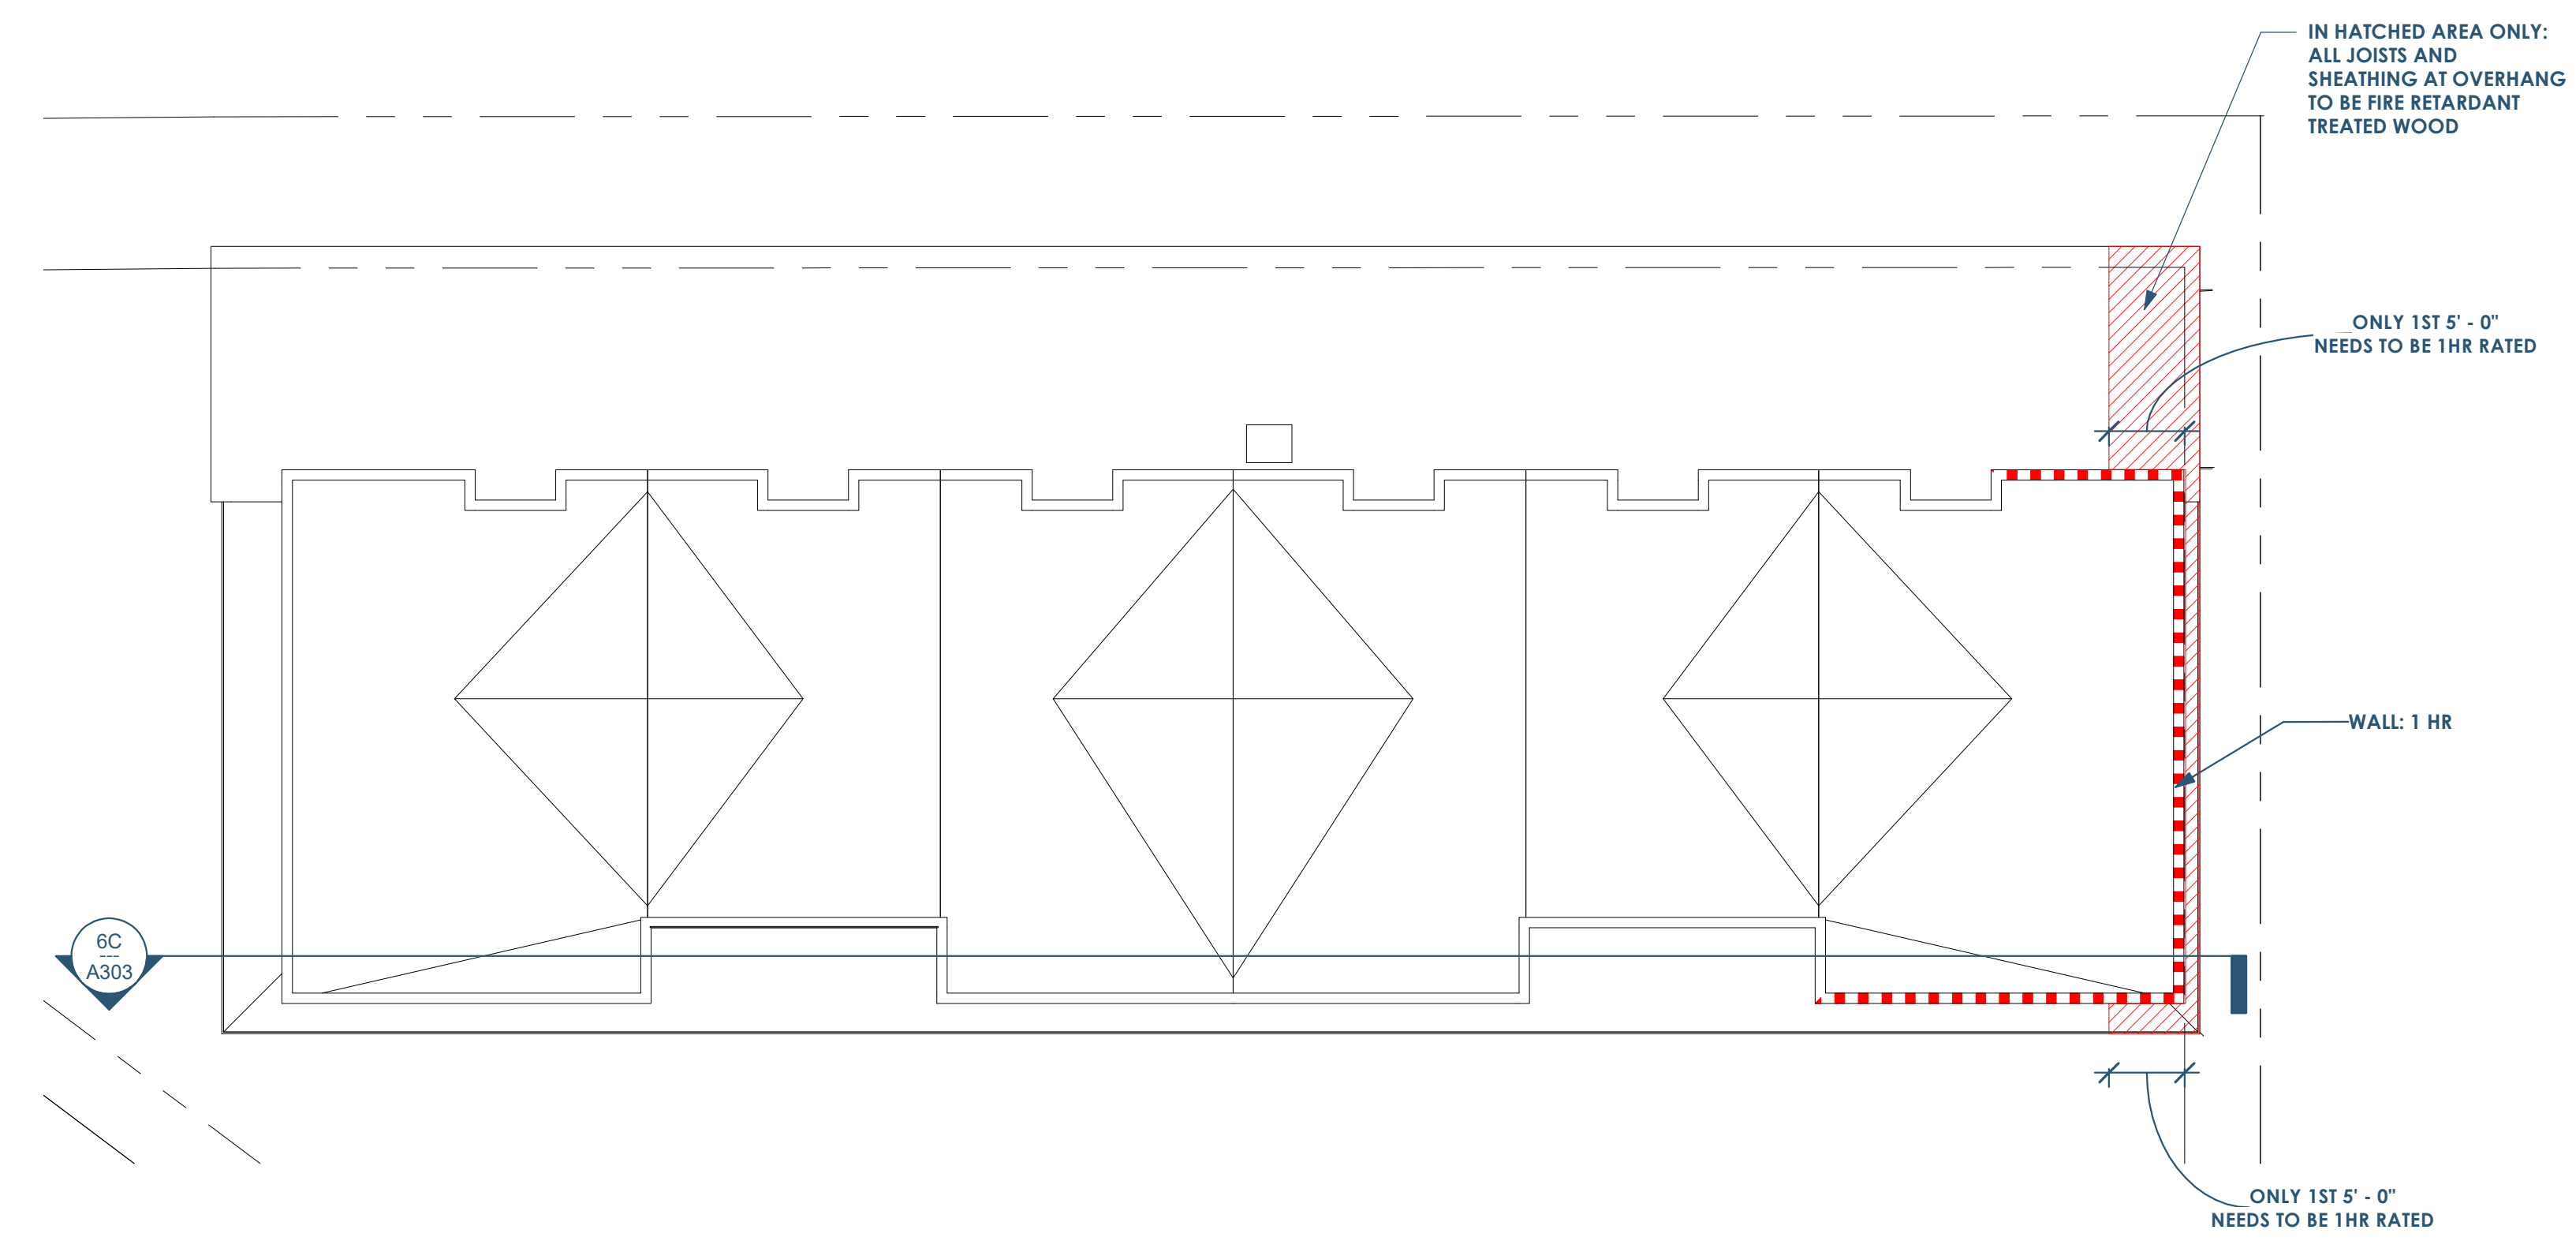 IN HATCHED AREA ONLY:
ALL JOISTS AND
SHEATHING AT OVERHANG
TO BE FIRE RETARDANT
TREATED WOOD
ONLY 1ST 5' - 0"
NEEDS TO BE 1HR RATED
WALL: 1 HR
6C
---
A303
ONLY 1ST 5' - 0"
NEEDS TO BE 1HR RATED